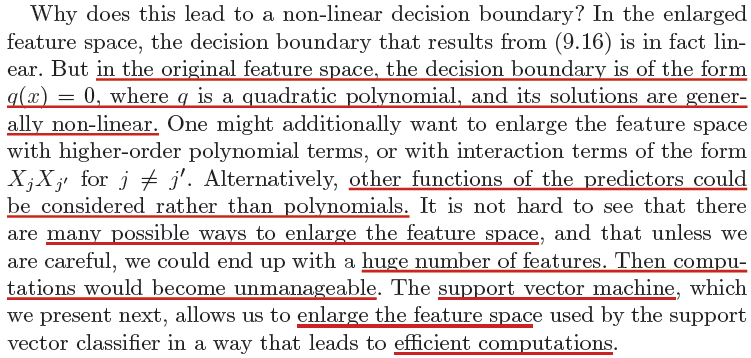 Why does this lead to a non-linear decision boundary? In the enlarged
feature space, the decision boundary that results from (9.16) is in fact lin-
ear. But in the original feature space, the decision boundary is of the form
q(x) = 0, where q is a quadratic polynomial, and its solutions are gener-
ally non-linear. One might additionally want to enlarge the feature space
with higher-order polynomial terms, or with interaction terms of the form
XjXj′ for j ≠ j′. Alternatively, other functions of the predictors could
be considered rather than polynomials. It is not hard to see that there
are many possible ways to enlarge the feature space, and that unless we
are careful, we could end up with a huge number of features. Then compu-
tations would become unmanageable. The support vector machine, which
we present next, allows us to enlarge the feature space used by the support
vector classifier in a way that leads to efficient computations.